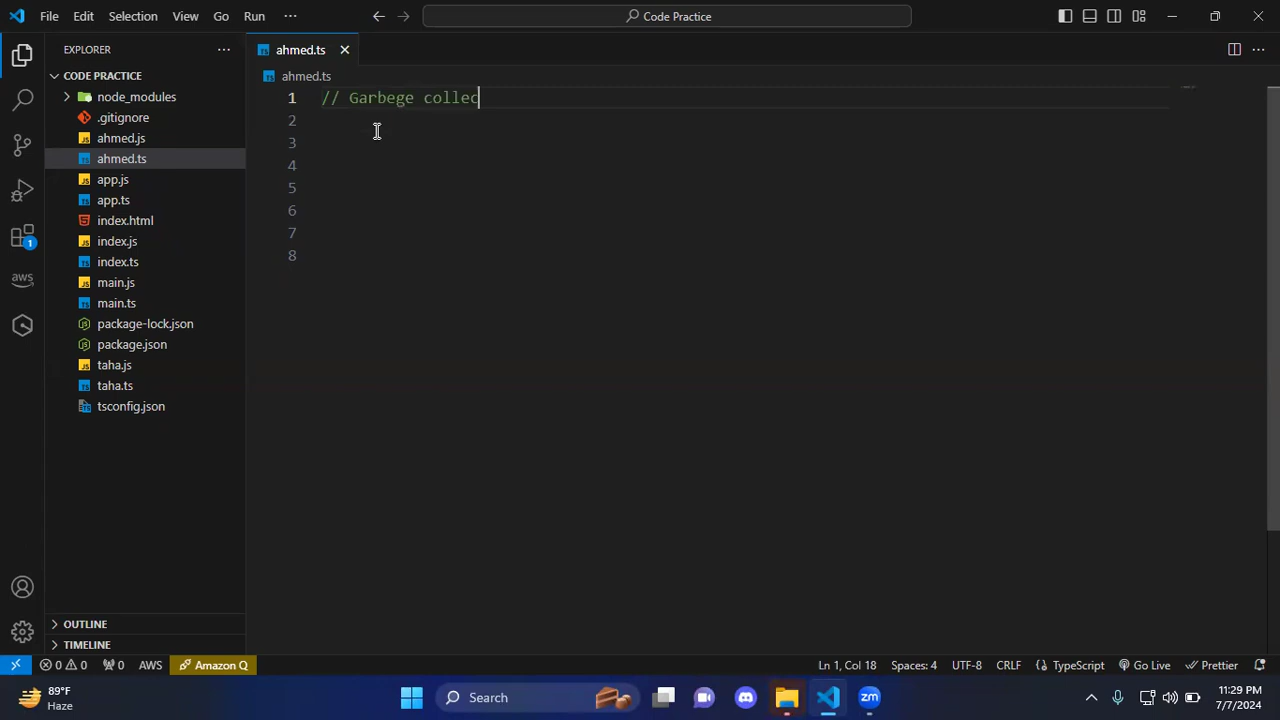 File Edit Selection View Go Run ··· Code Practice
EXPLORER ··· ahmed.ts
CODE PRACTICE ahmed.ts
node_modules
.gitignore
ahmed.js
ahmed.ts
app.js
app.ts
index.html
index.js
index.ts
main.js
main.ts
package-lock.json
package.json
taha.js
taha.ts
tsconfig.json
1 // Garbege collec
2
3
4
5
6
7
8
1
aws
OUTLINE
TIMELINE
0 0 0 AWS Amazon Q Ln 1, Col 18 Spaces: 4 UTF-8 CRLF TypeScript Go Live Prettier
89°F
Haze
Search
zm
11:29 PM
7/7/2024